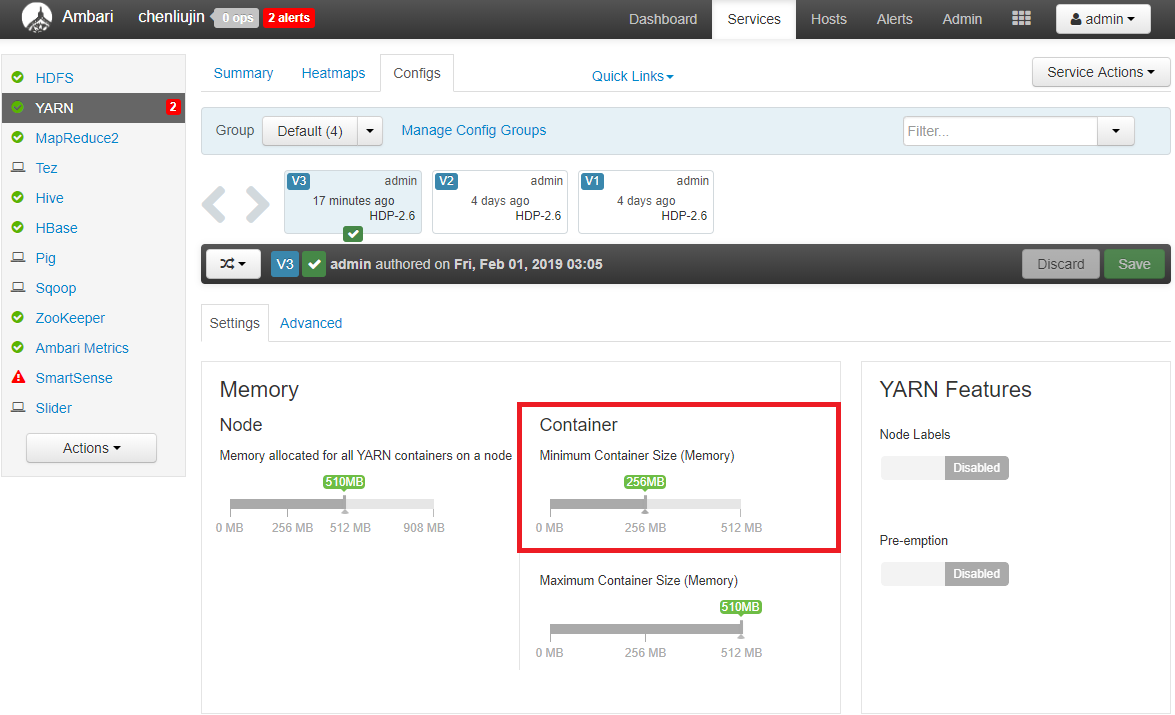 Ambari chenliujin 0 ops 2 alerts Dashboard Services Hosts Alerts Admin admin
HDFS
YARN 2
MapReduce2
Tez
Hive
HBase
Pig
Sqoop
ZooKeeper
Ambari Metrics
SmartSense
Slider
Actions
Summary Heatmaps Configs Quick Links Service Actions
Group Default (4) Manage Config Groups Filter...
V3 admin
17 minutes ago
HDP-2.6
V2 admin
4 days ago
HDP-2.6
V1 admin
4 days ago
HDP-2.6
V3 admin authored on Fri, Feb 01, 2019 03:05 Discard Save
Settings Advanced
Memory
Node
Memory allocated for all YARN containers on a node
510MB
0 MB 256 MB 512 MB 908 MB
Container
Minimum Container Size (Memory)
256MB
0 MB 256 MB 512 MB
Maximum Container Size (Memory)
510MB
0 MB 256 MB 512 MB
YARN Features
Node Labels
Disabled
Pre-emption
Disabled